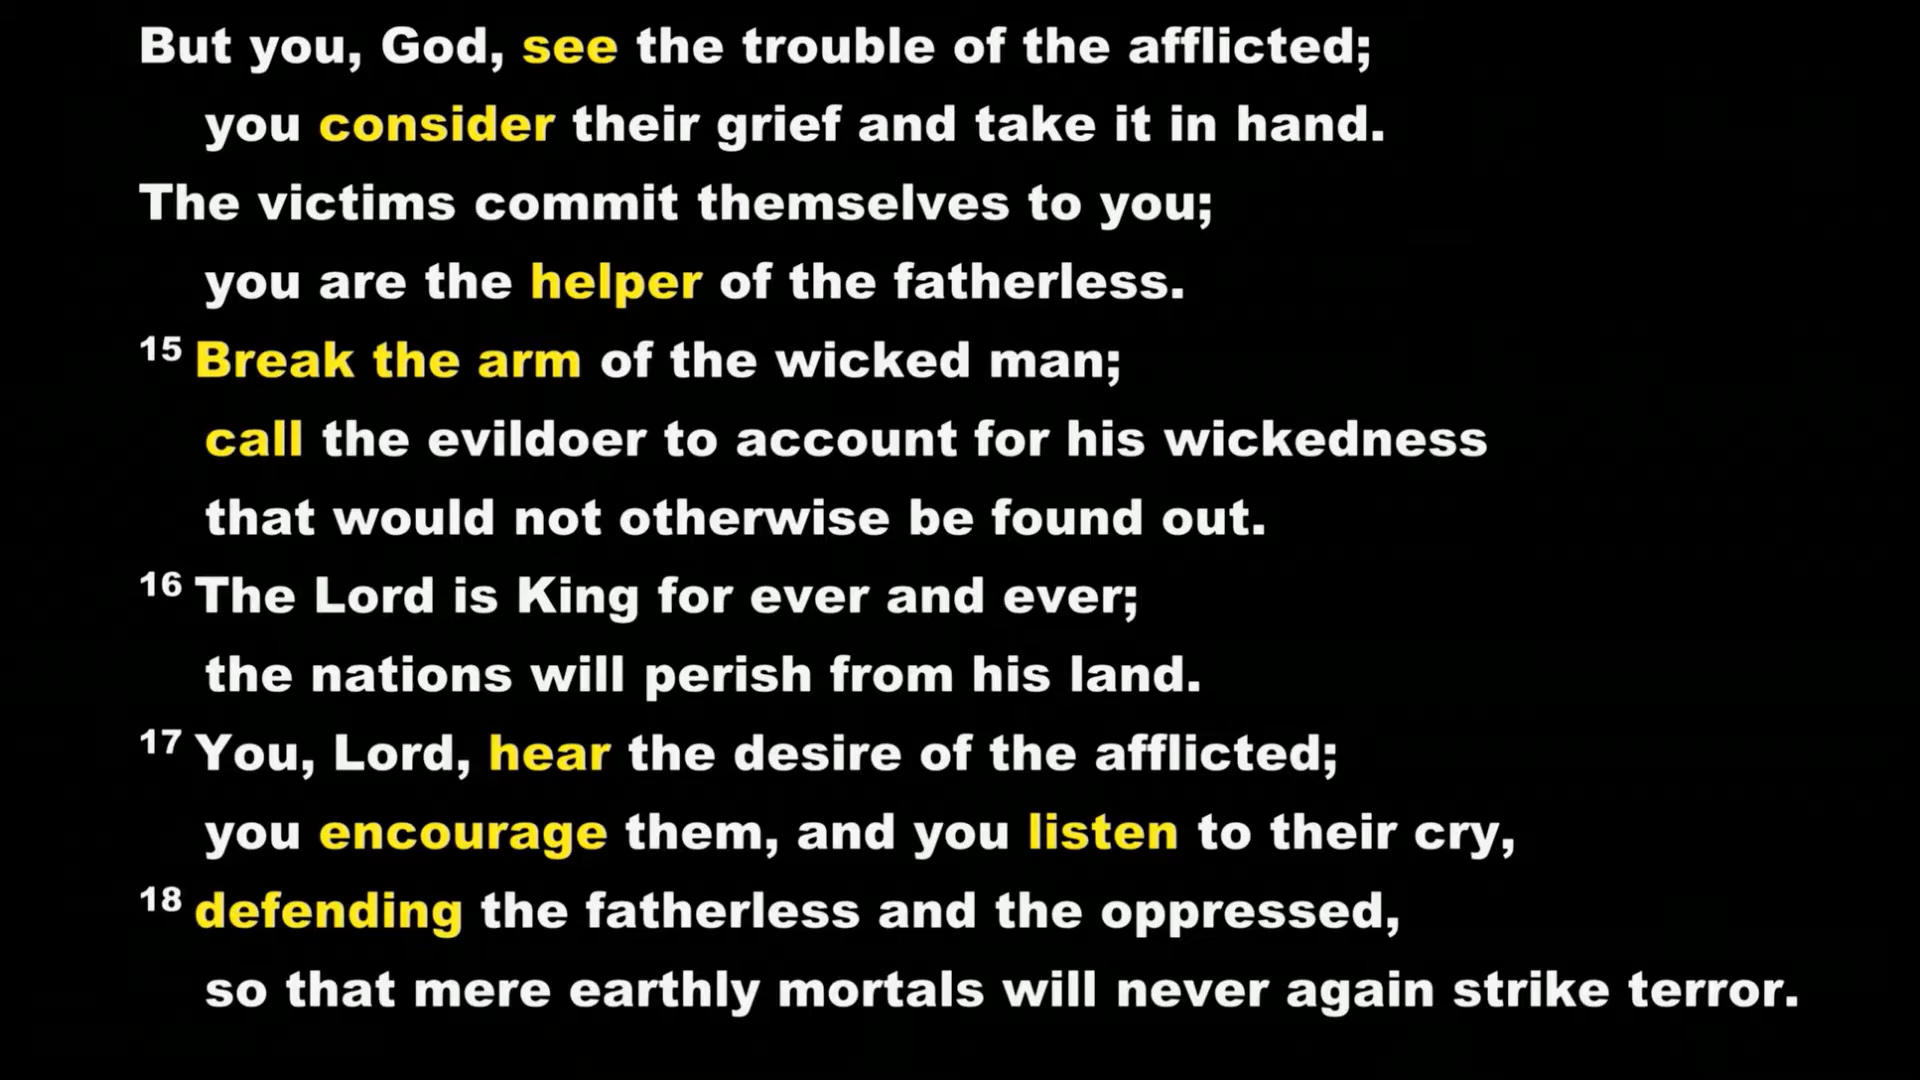 But you, God, see the trouble of the afflicted;
you consider their grief and take it in hand.
The victims commit themselves to you;
you are the helper of the fatherless.
15 Break the arm of the wicked man;
call the evildoer to account for his wickedness
that would not otherwise be found out.
16 The Lord is King for ever and ever;
the nations will perish from his land.
17 You, Lord, hear the desire of the afflicted;
you encourage them, and you listen to their cry,
18 defending the fatherless and the oppressed,
so that mere earthly mortals will never again strike terror.